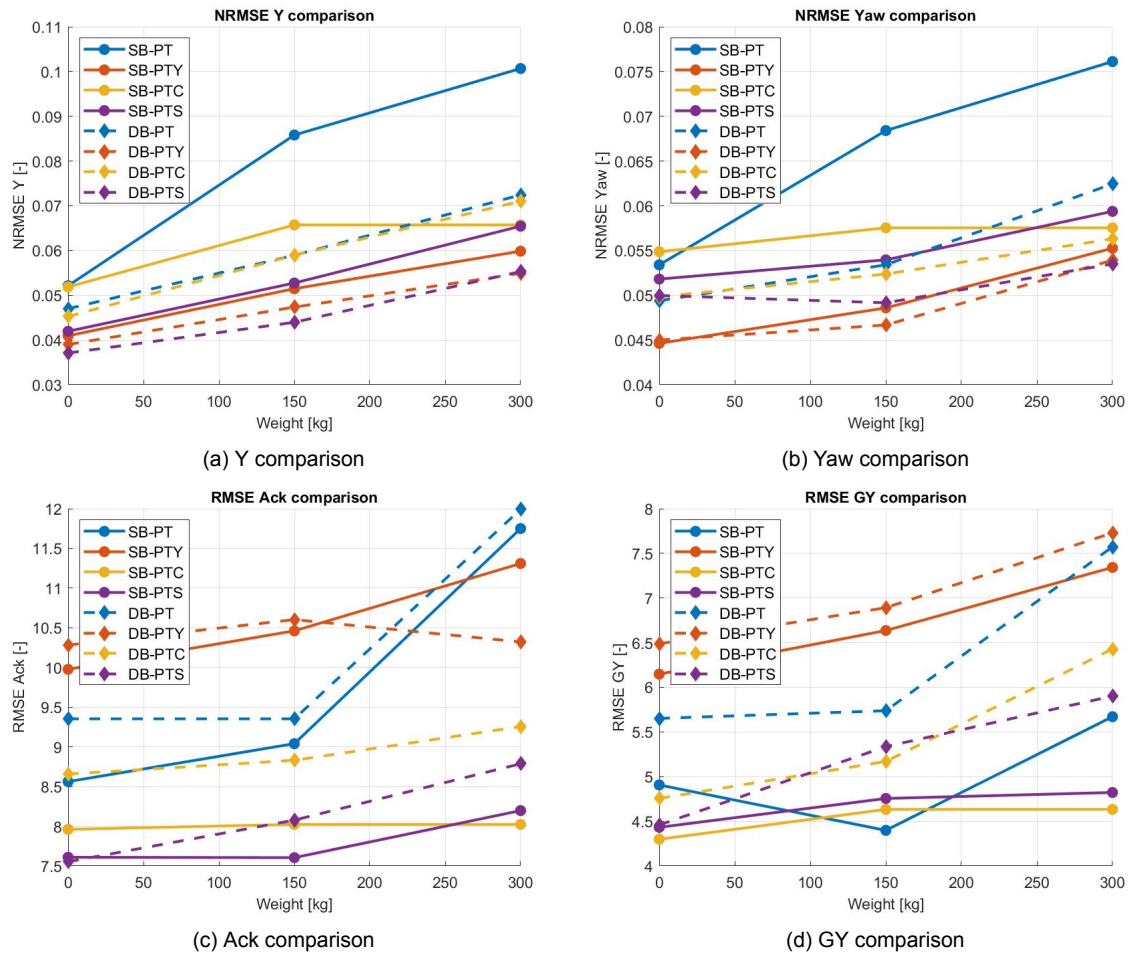 NRMSE Y comparison
NRMSE Y [-]
0.11
0.1
0.09
0.08
0.07
0.06
0.05
0.04
0.03
SB-PT
SB-PTY
SB-PTC
SB-PTS
DB-PT
DB-PTY
DB-PTC
DB-PTS
0 50 100 150 200 250 300
Weight [kg]
(a) Y comparison
NRMSE Yaw comparison
NRMSE Yaw [-]
0.08
0.075
0.07
0.065
0.06
0.055
0.05
0.045
0.04
SB-PT
SB-PTY
SB-PTC
SB-PTS
DB-PT
DB-PTY
DB-PTC
DB-PTS
0 50 100 150 200 250 300
Weight [kg]
(b) Yaw comparison
RMSE Ack comparison
RMSE Ack [-]
12
11.5
11
10.5
10
9.5
9
8.5
8
7.5
SB-PT
SB-PTY
SB-PTC
SB-PTS
DB-PT
DB-PTY
DB-PTC
DB-PTS
0 50 100 150 200 250 300
Weight [kg]
(c) Ack comparison
RMSE GY comparison
RMSE GY [-]
8
7.5
7
6.5
6
5.5
5
4.5
4
SB-PT
SB-PTY
SB-PTC
SB-PTS
DB-PT
DB-PTY
DB-PTC
DB-PTS
0 50 100 150 200 250 300
Weight [kg]
(d) GY comparison